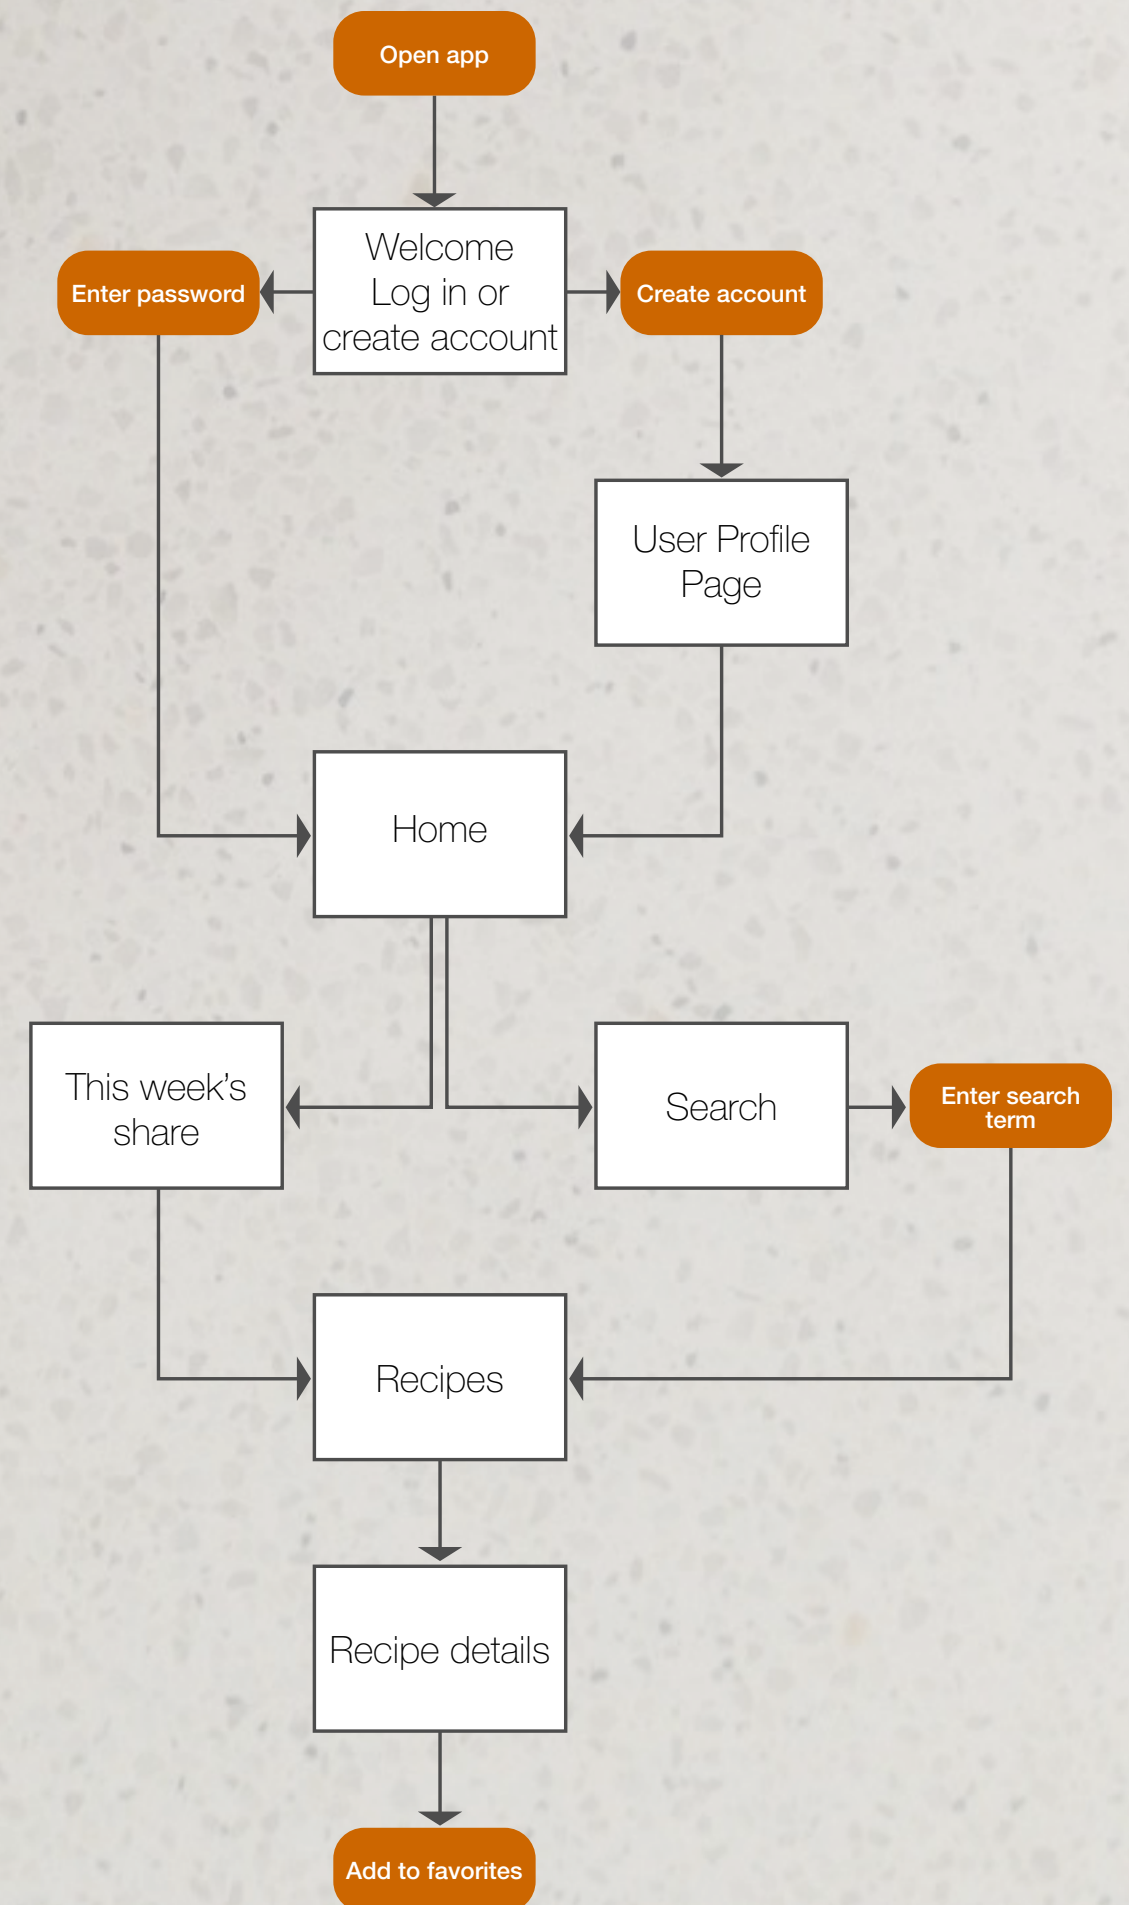 Open app
Welcome
Log in or
create account
Enter password
Create account
User Profile
Page
Home
This week’s
share
Search
Enter search
term
Recipes
Recipe details
Add to favorites